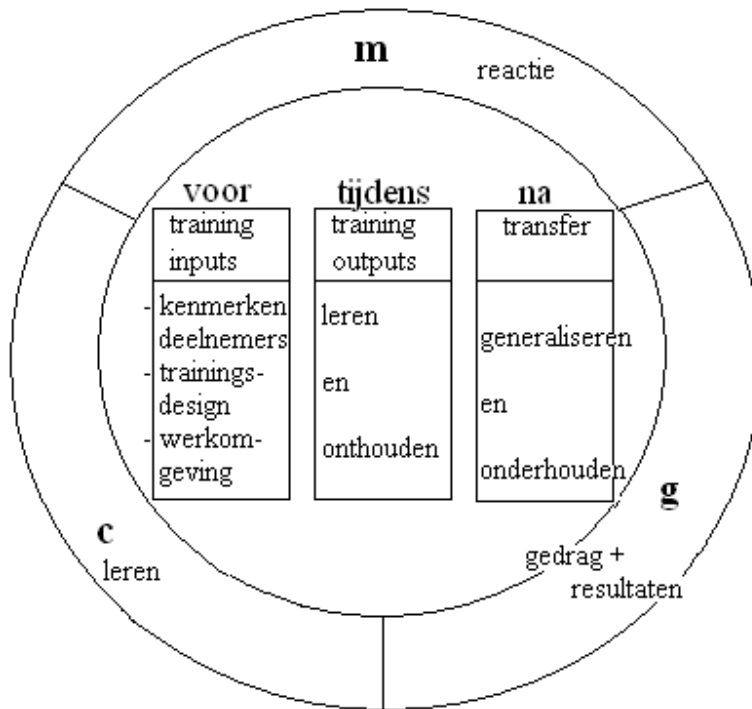 m
reactie
voor
training
inputs
- kenmerken
deelnemers
- trainings-
design
- werkom-
geving
tijdens
training
outputs
leren
en
onthouden
na
transfer
generaliseren
en
onderhouden
c
leren
g
gedrag +
resultaten